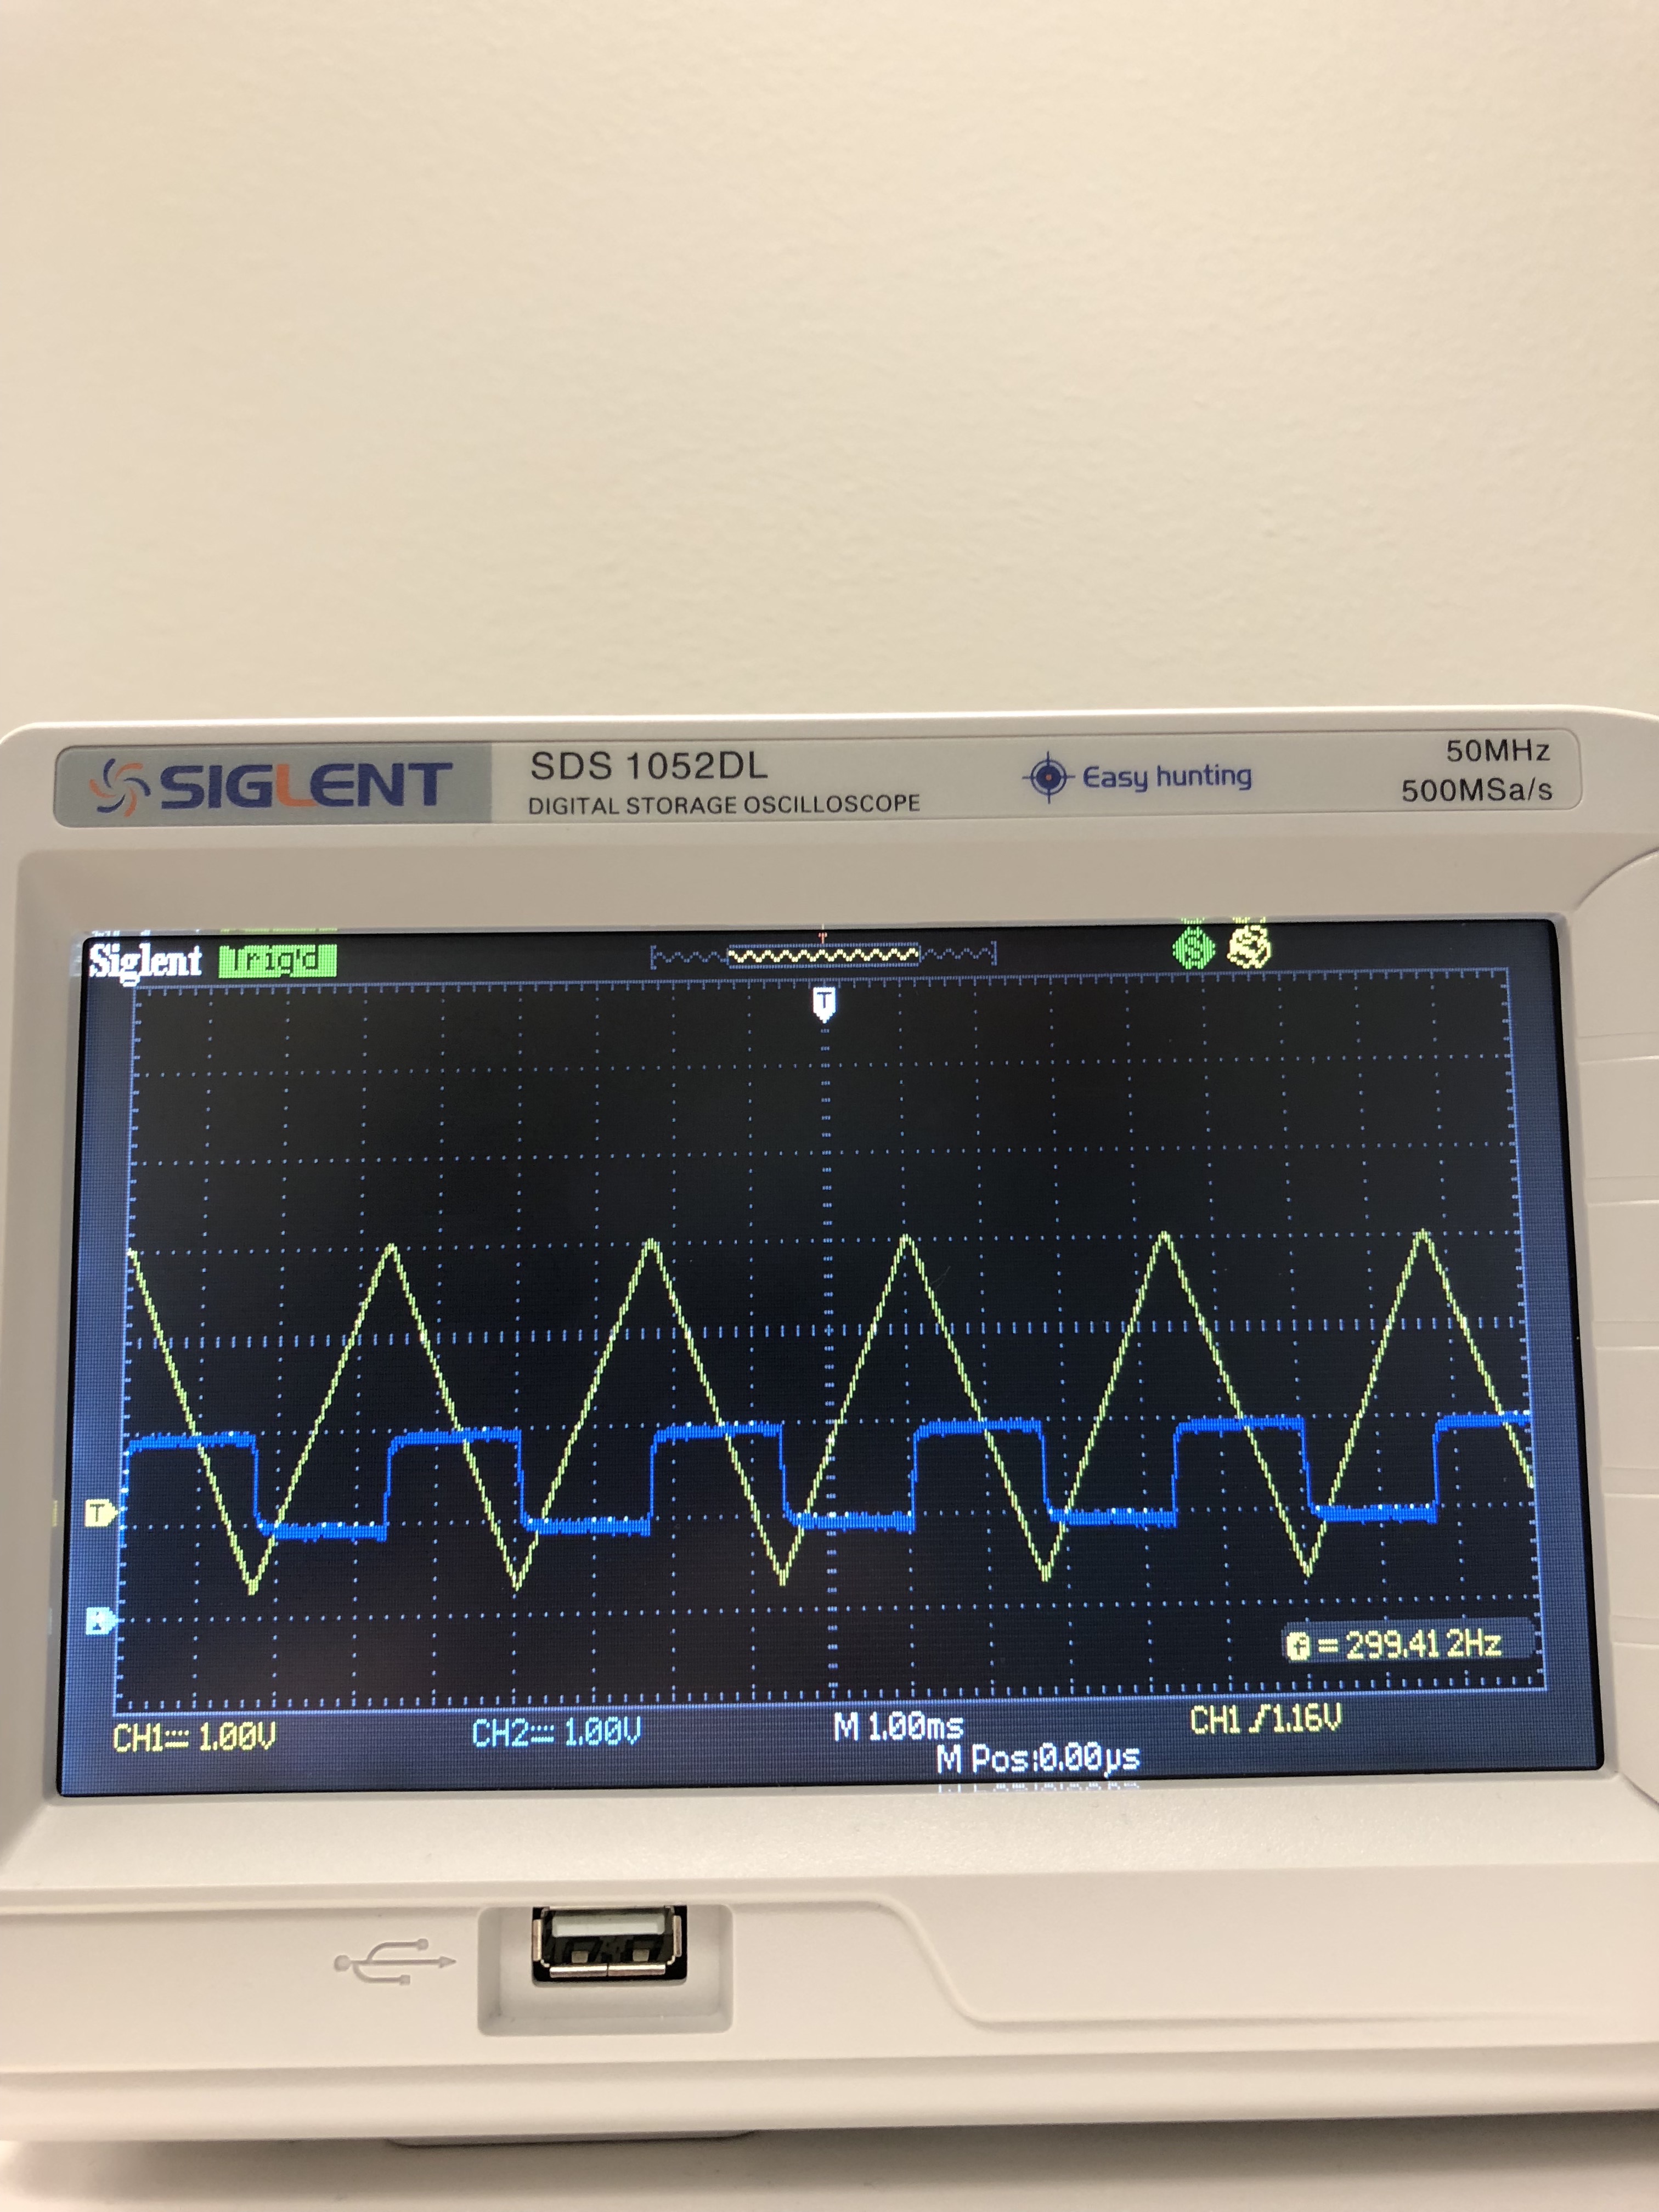 SIGLENT
SDS 1052DL
DIGITAL STORAGE OSCILLOSCOPE
Easy hunting
50MHz
500MSa/s
Siglent Trig'd
T
T
f = 299.412Hz
CH1 1.00V CH2 1.00V M 1.00ms CH1 1.16V
M Pos:0.00µs